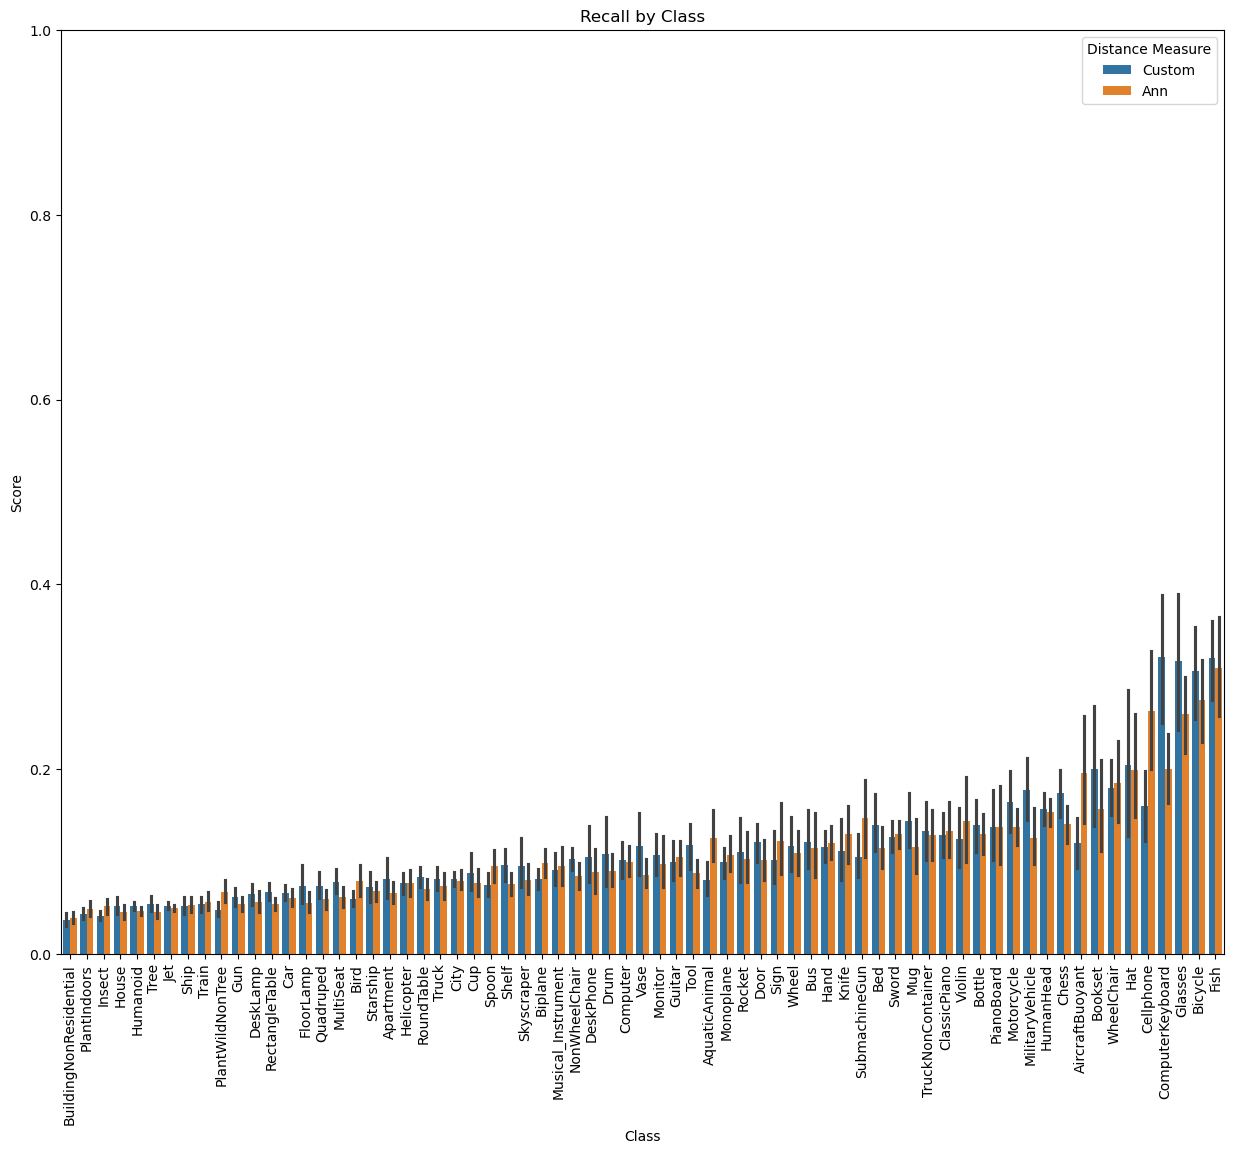 Recall by Class
Distance Measure
Custom
Ann
Score
1.0
0.8
0.6
0.4
0.2
0.0
BuildingNonResidential
PlantIndoors
Insect
House
Humanoid
Tree
Jet
Ship
Train
PlantWildNonTree
Gun
DeskLamp
RectangleTable
Car
FloorLamp
Quadruped
MultiSeat
Bird
Starship
Apartment
Helicopter
RoundTable
Truck
City
Cup
Spoon
Shelf
Skyscraper
Biplane
Musical_Instrument
NonWheelChair
DeskPhone
Drum
Computer
Vase
Monitor
Guitar
Tool
AquaticAnimal
Monoplane
Rocket
Door
Sign
Wheel
Bus
Hand
Knife
SubmachineGun
Bed
Sword
Mug
TruckNonContainer
ClassicPiano
Violin
Bottle
PianoBoard
Motorcycle
MilitaryVehicle
HumanHead
Chess
AircraftBuoyant
Bookset
WheelChair
Hat
Cellphone
ComputerKeyboard
Glasses
Bicycle
Fish
Class